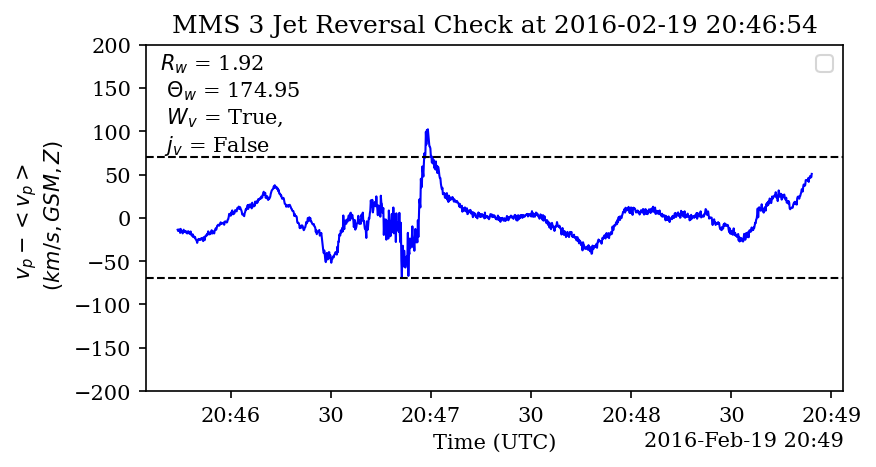 MMS 3 Jet Reversal Check at 2016-02-19 20:46:54
R_w = 1.92
Θ_w = 174.95
W_v = True,
j_v = False
200
150
100
50
0
−50
−100
−150
−200
v_p − <v_p>
(km/s, GSM, Z)
20:46 30 20:47 30 20:48 30 20:49
Time (UTC) 2016-Feb-19 20:49